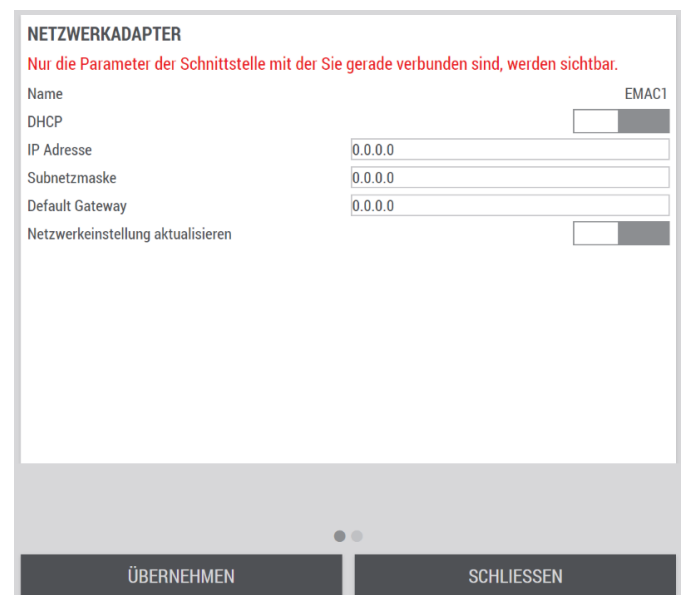 NETZWERKADAPTER
Nur die Parameter der Schnittstelle mit der Sie gerade verbunden sind, werden sichtbar.
Name EMAC1
DHCP
IP Adresse 0.0.0.0
Subnetzmaske 0.0.0.0
Default Gateway 0.0.0.0
Netzwerkeinstellung aktualisieren
ÜBERNEHMEN SCHLIESSEN